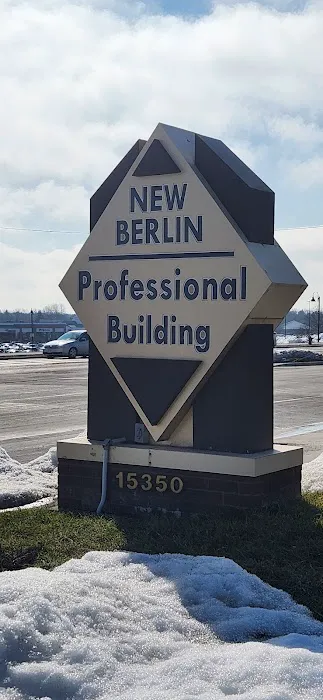 NEW
BERLIN
Professional
Building
15350